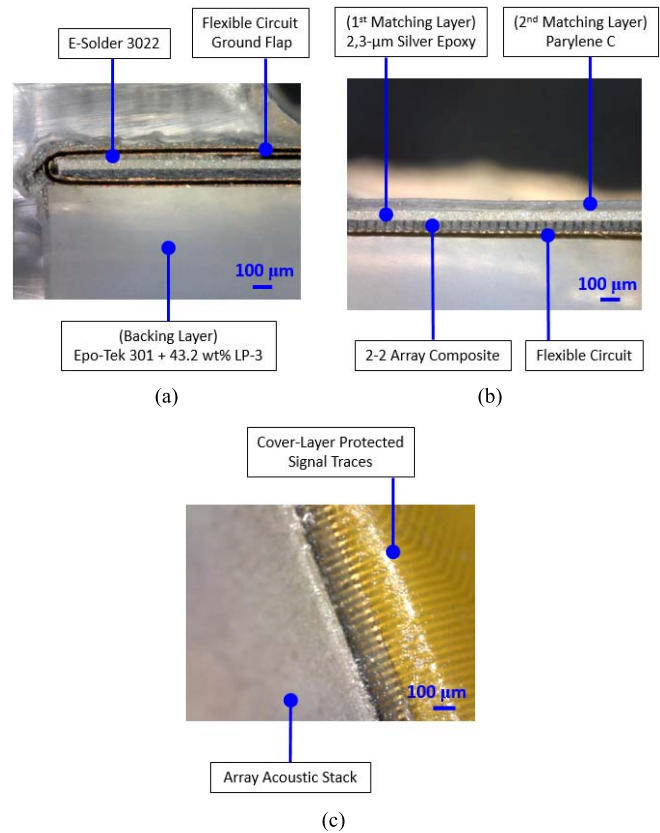 E-Solder 3022
Flexible Circuit
Ground Flap
(1st Matching Layer)
2,3-µm Silver Epoxy
(2nd Matching Layer)
Parylene C
100 µm
100 µm
(Backing Layer)
Epo-Tek 301 + 43.2 wt% LP-3
2-2 Array Composite
Flexible Circuit
(a)
(b)
Cover-Layer Protected
Signal Traces
100 µm
Array Acoustic Stack
(c)